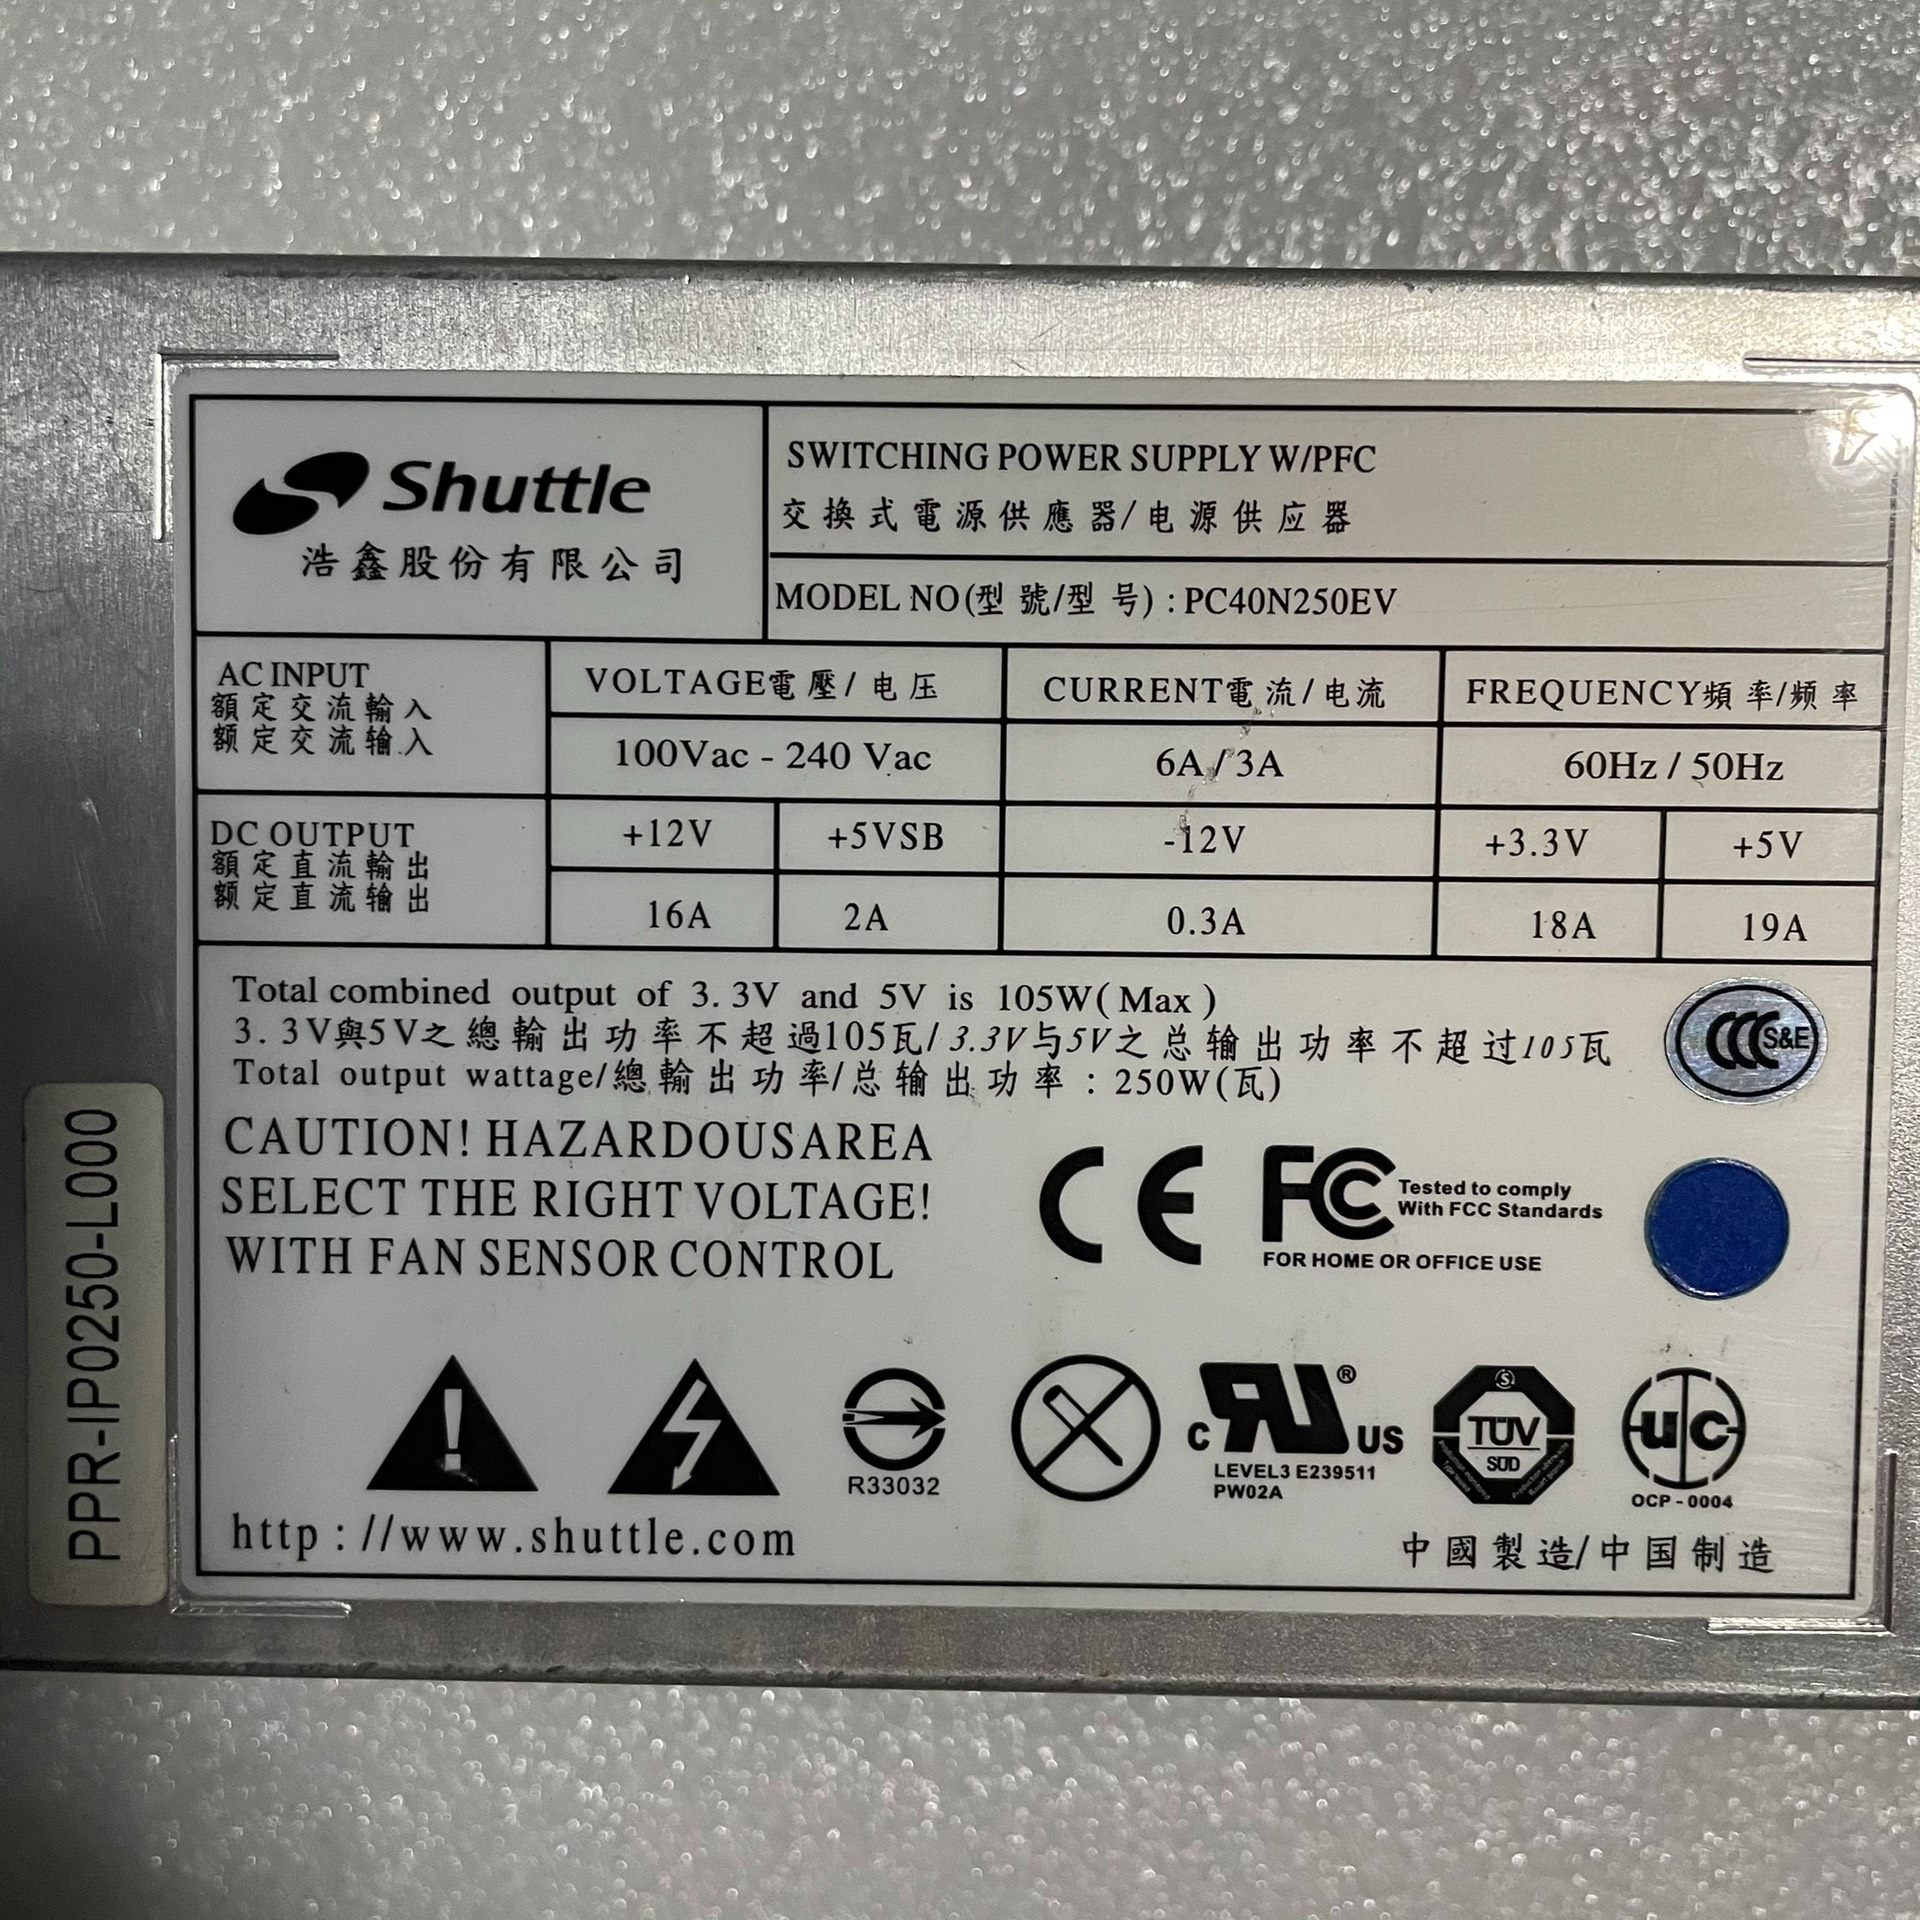 Shuttle
浩鑫股份有限公司
SWITCHING POWER SUPPLY W/PFC
交換式電源供應器/电源供应器
MODEL NO(型號/型号) : PC40N250EV
AC INPUT
額定交流輸入
额定交流输入
VOLTAGE電壓/电压
CURRENT電流/电流
FREQUENCY頻率/频率
100Vac - 240 Vac
6A / 3A
60Hz / 50Hz
DC OUTPUT
額定直流輸出
额定直流输出
+12V
+5VSB
-12V
+3.3V
+5V
16A
2A
0.3A
18A
19A
Total combined output of 3.3V and 5V is 105W( Max )
3.3V與5V之總輸出功率不超過105瓦/3.3V与5V之总输出功率不超过105瓦
Total output wattage/總輸出功率/总输出功率 : 250W(瓦)
CCC S&E
CAUTION! HAZARDOUSAREA
SELECT THE RIGHT VOLTAGE!
WITH FAN SENSOR CONTROL
CE
FC
Tested to comply
With FCC Standards
FOR HOME OR OFFICE USE
R33032
c RU ® US
LEVEL3 E239511
PW02A
S
TÜV
SÜD
UC
OCP - 0004
http : //www.shuttle.com
中國製造/中国制造
PPR-IP0250-L000